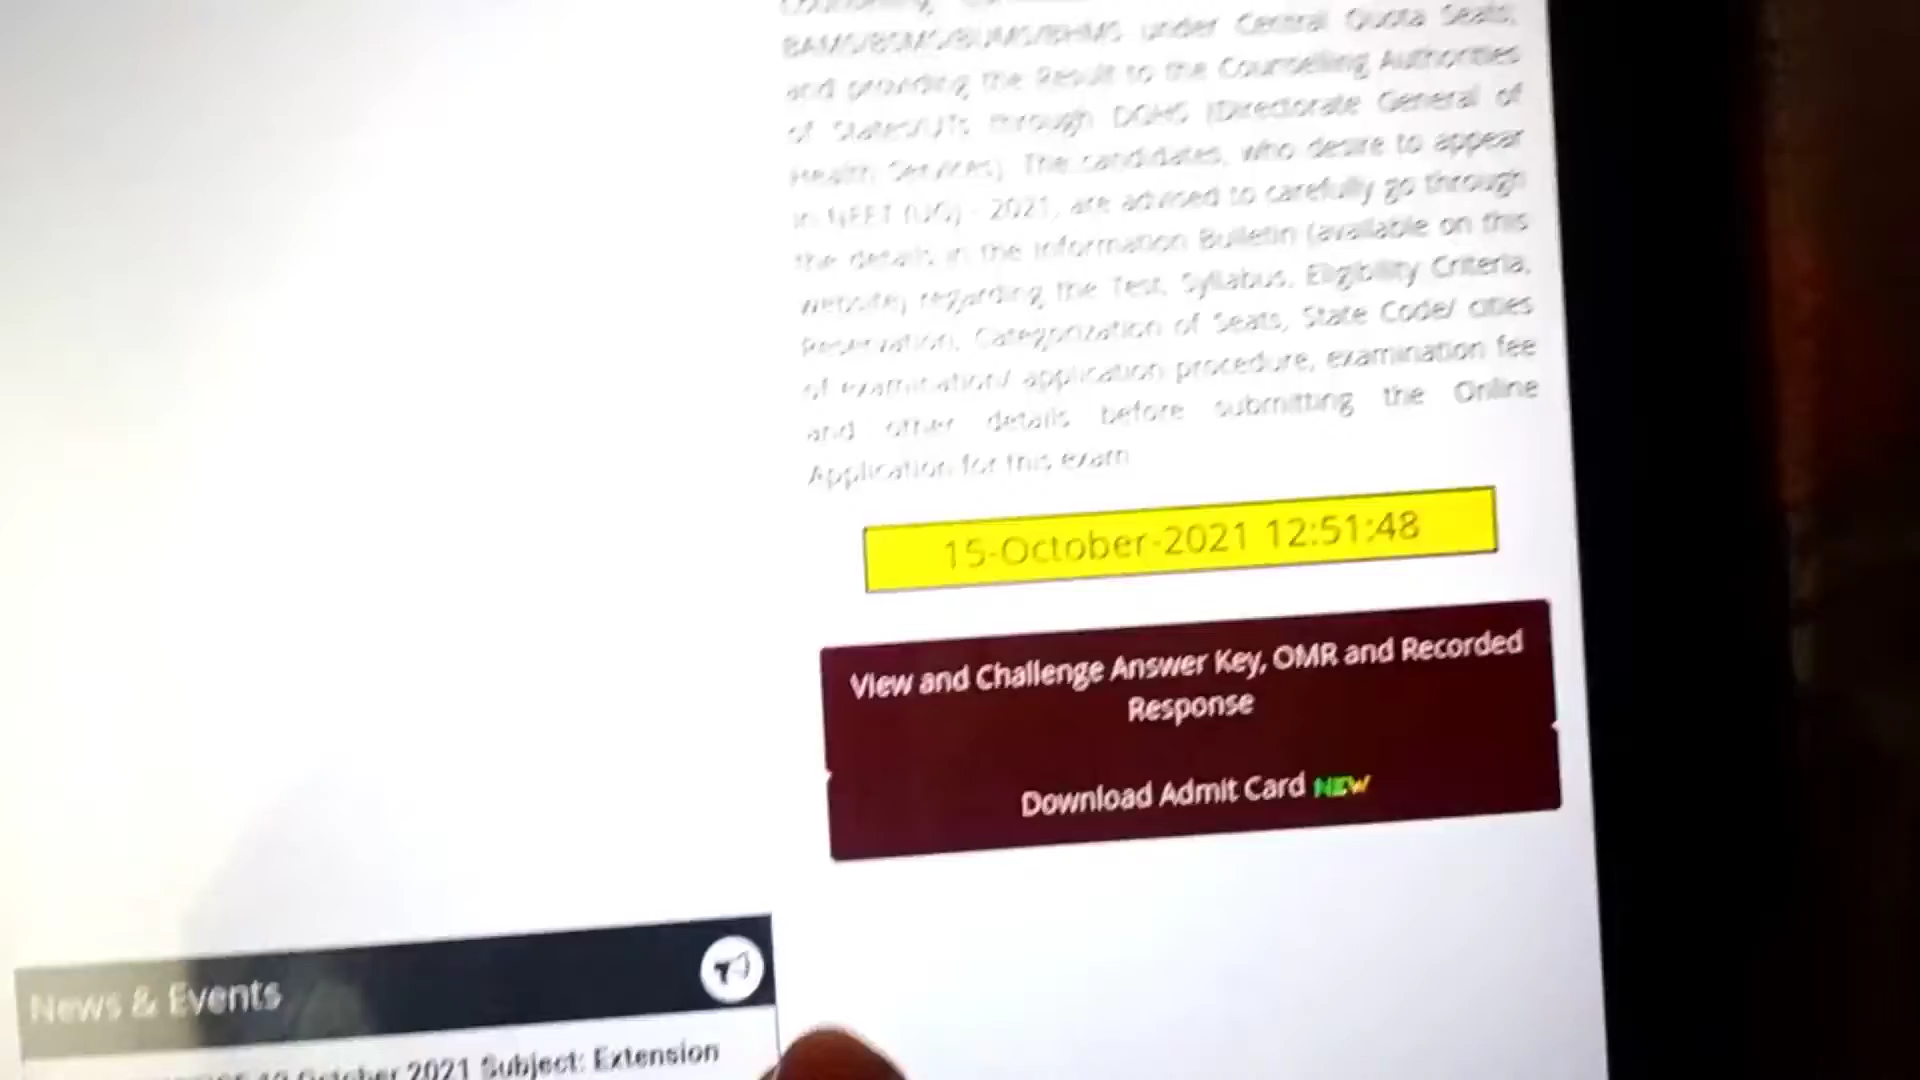 Counselling
BAMS/BSMS/BUMS/BHMS under Central Quota Seats;
and providing the Result to the Counselling Authorities
of States/UTs through DGHS (Directorate General of
Health Services). The candidates, who desire to appear
in NEET (UG) - 2021, are advised to carefully go through
the details in the Information Bulletin (available on this
website) regarding the Test, Syllabus, Eligibility Criteria,
Reservation, Categorization of Seats, State Code/ cities
of examination/ application procedure, examination fee
and other details before submitting the Online
Application for this exam
15-October-2021 12:51:48
View and Challenge Answer Key, OMR and Recorded
Response
Download Admit Card NEW
News & Events
October 2021 Subject: Extension